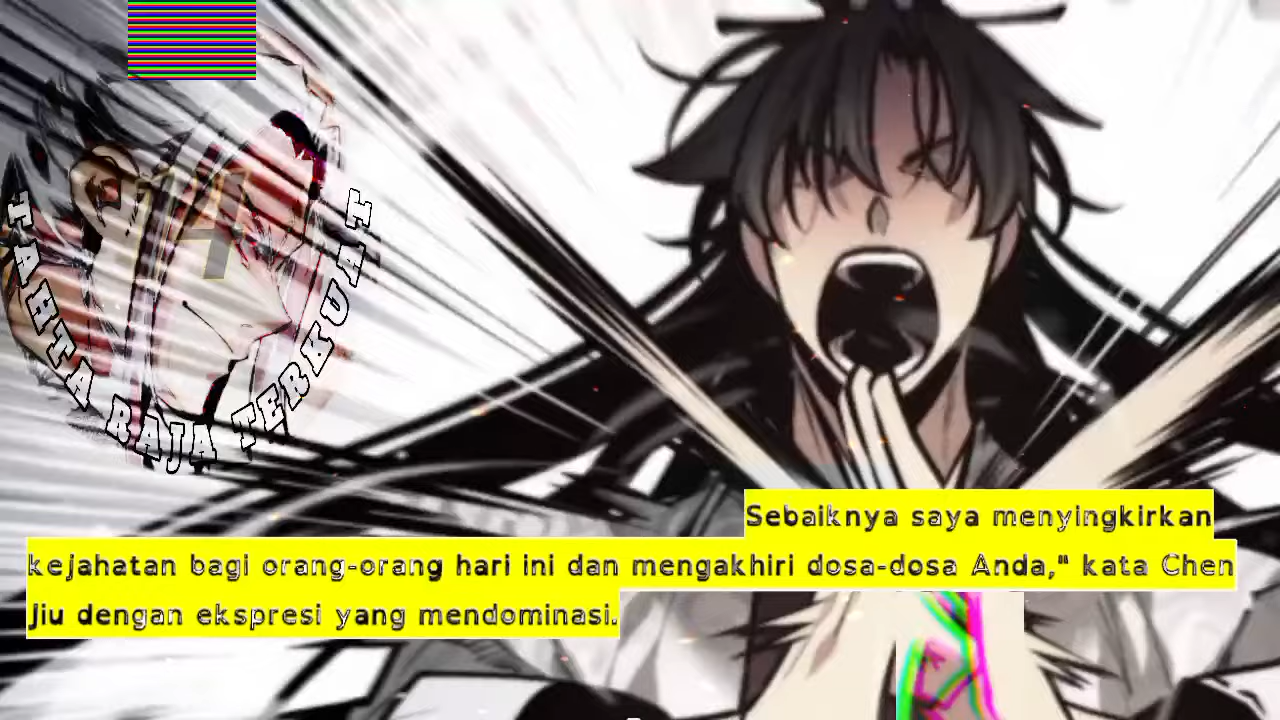 TAHTA RAJA TERKUAT
Sebaiknya saya menyingkirkan
kejahatan bagi orang-orang hari ini dan mengakhiri dosa-dosa Anda," kata Chen
Jiu dengan ekspresi yang mendominasi.